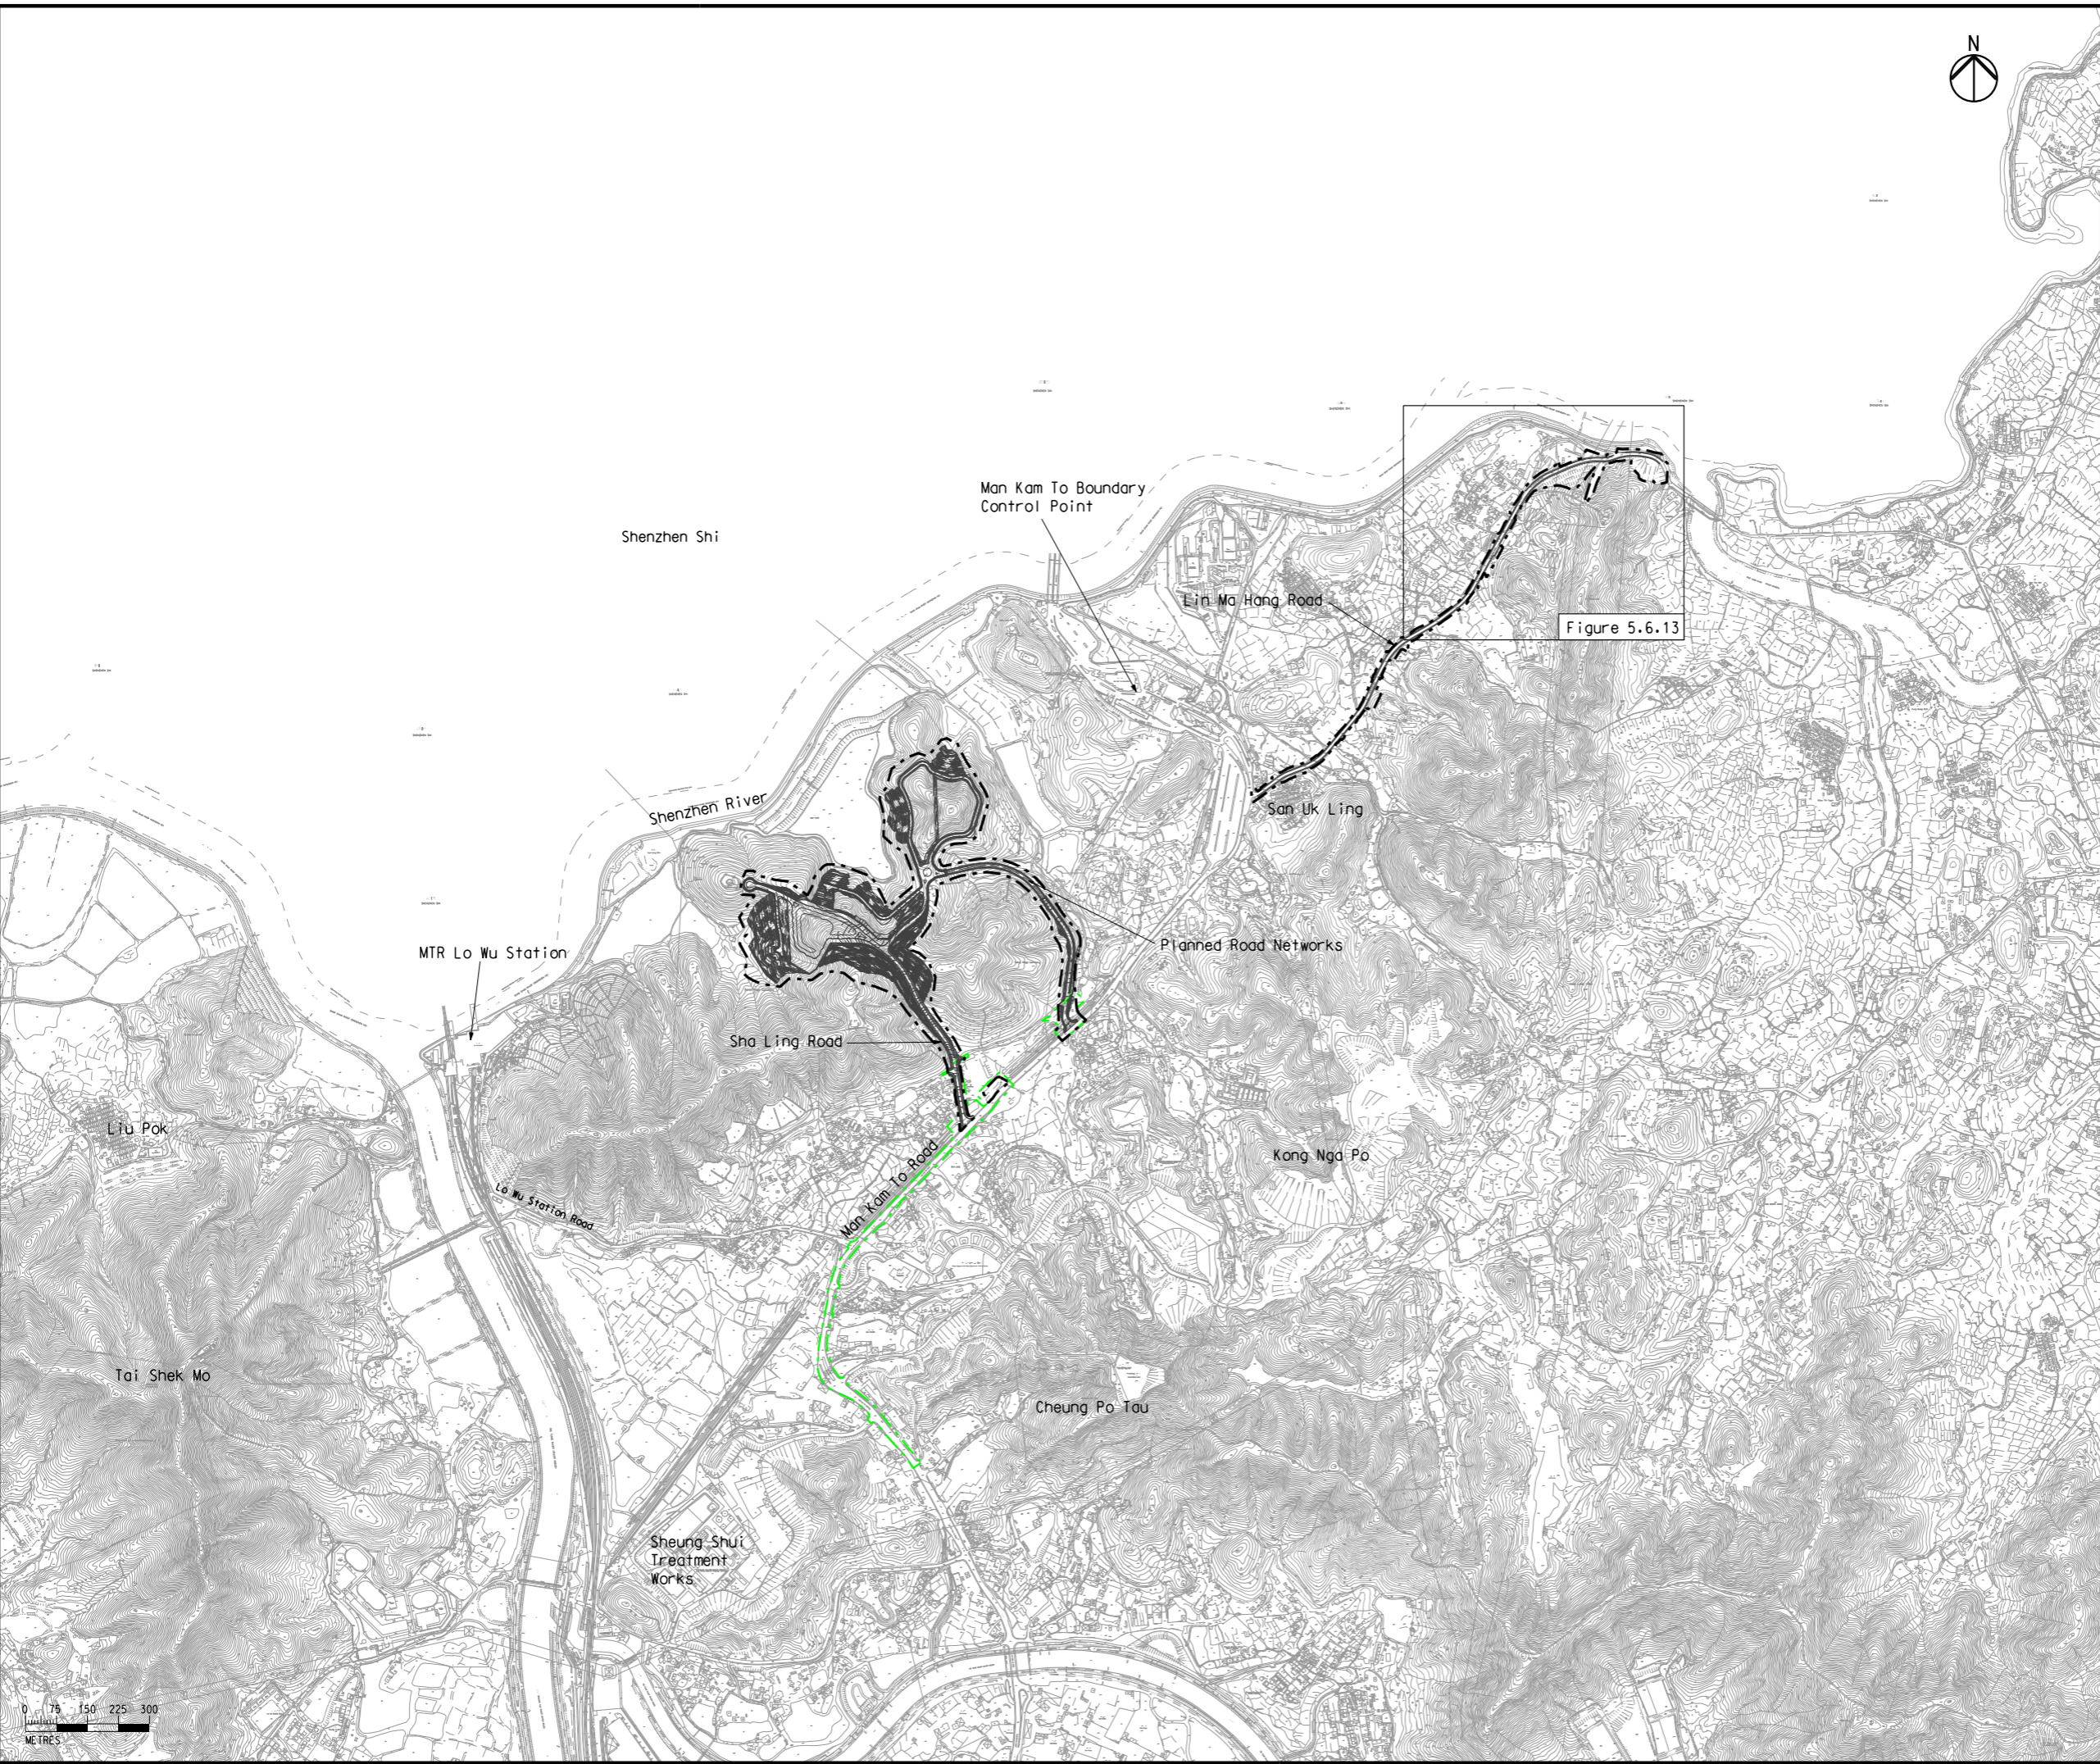 N
Man Kam To Boundary
Control Point
Shenzhen Shi
Lin Ma Hang Road
Figure 5.6.13
Shenzhen River
San Uk Ling
MTR Lo Wu Station
Planned Road Networks
Sha Ling Road
Liu Pok
Man Kam To Road
Kong Nga Po
Lo Wu Station Road
Tai Shek Mo
Cheung Po Tau
Sheung Shui
Treatment
Works
0 75 150 225 300
METRES